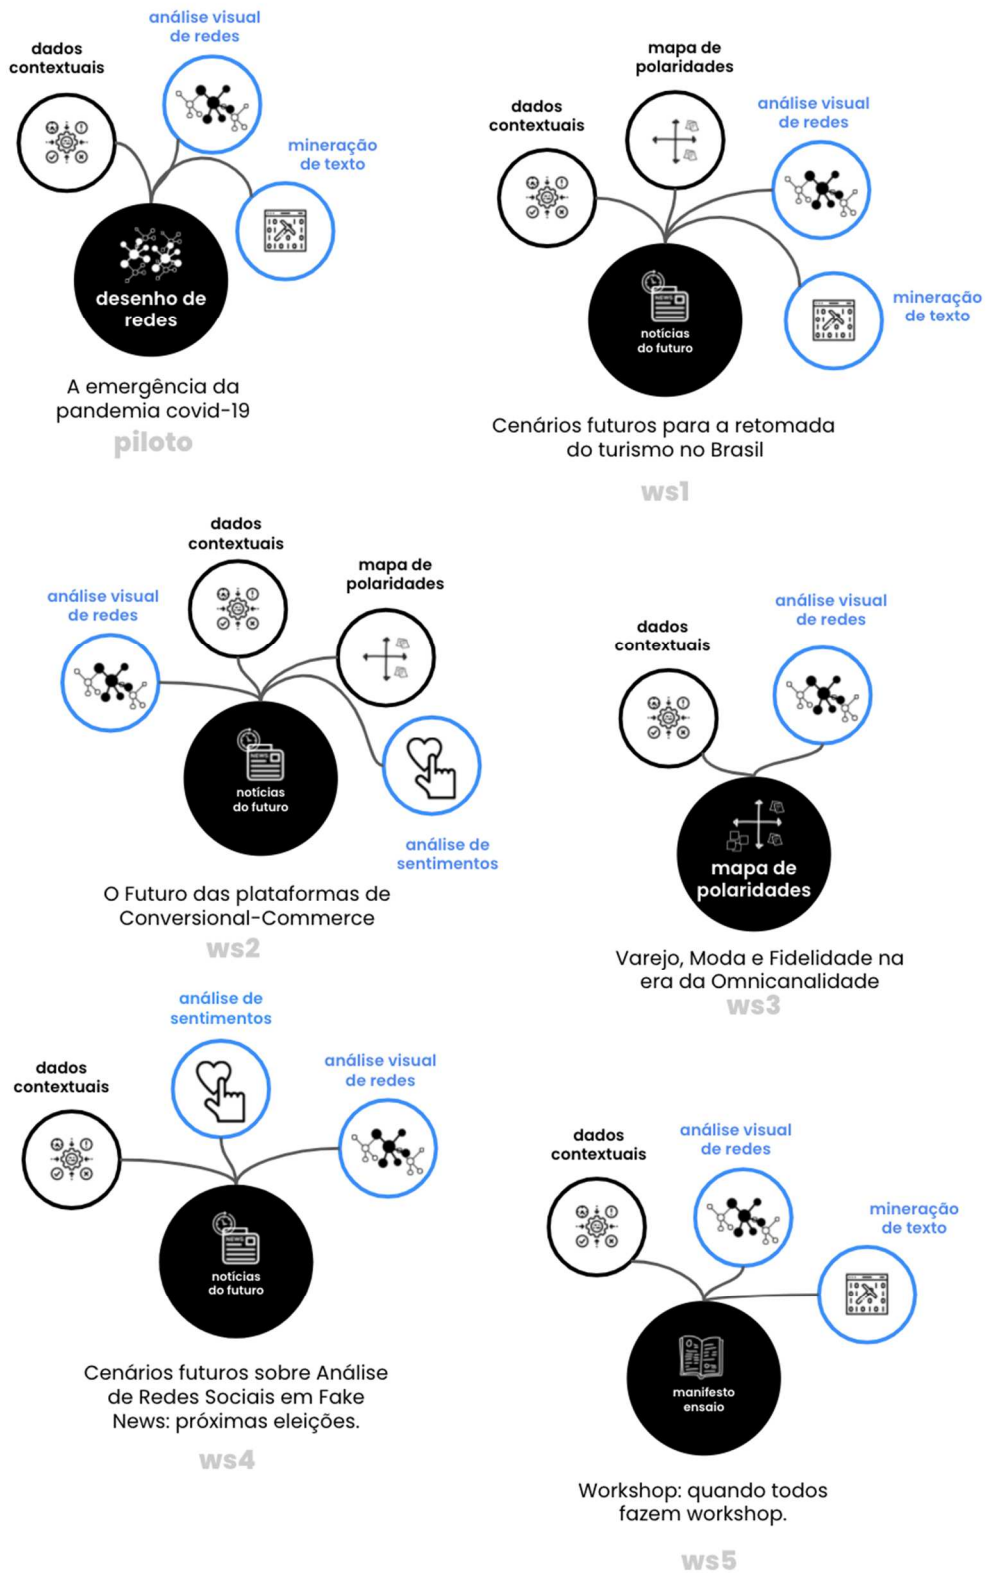 análise visual
de redes
dados
contextuais
mineração
de texto
desenho de
redes
A emergência da
pandemia covid-19
piloto
mapa de
polaridades
dados
contextuais
análise visual
de redes
mineração
de texto
NEWS
notícias
do futuro
Cenários futuros para a retomada
do turismo no Brasil
ws1
dados
contextuais
mapa de
polaridades
análise visual
de redes
NEWS
notícias
do futuro
análise de
sentimentos
O Futuro das plataformas de
Conversional-Commerce
ws2
análise visual
de redes
dados
contextuais
mapa de
polaridades
Varejo, Moda e Fidelidade na
era da Omnicanalidade
ws3
análise de
sentimentos
análise visual
de redes
dados
contextuais
NEWS
notícias
do futuro
Cenários futuros sobre Análise
de Redes Sociais em Fake
News: próximas eleições.
ws4
dados
contextuais
análise visual
de redes
mineração
de texto
manifesto
ensaio
Workshop: quando todos
fazem workshop.
ws5